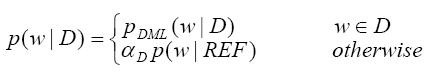 p(w | D) = { p_DML (w | D) w ∈ D
α_D p(w | REF) otherwise